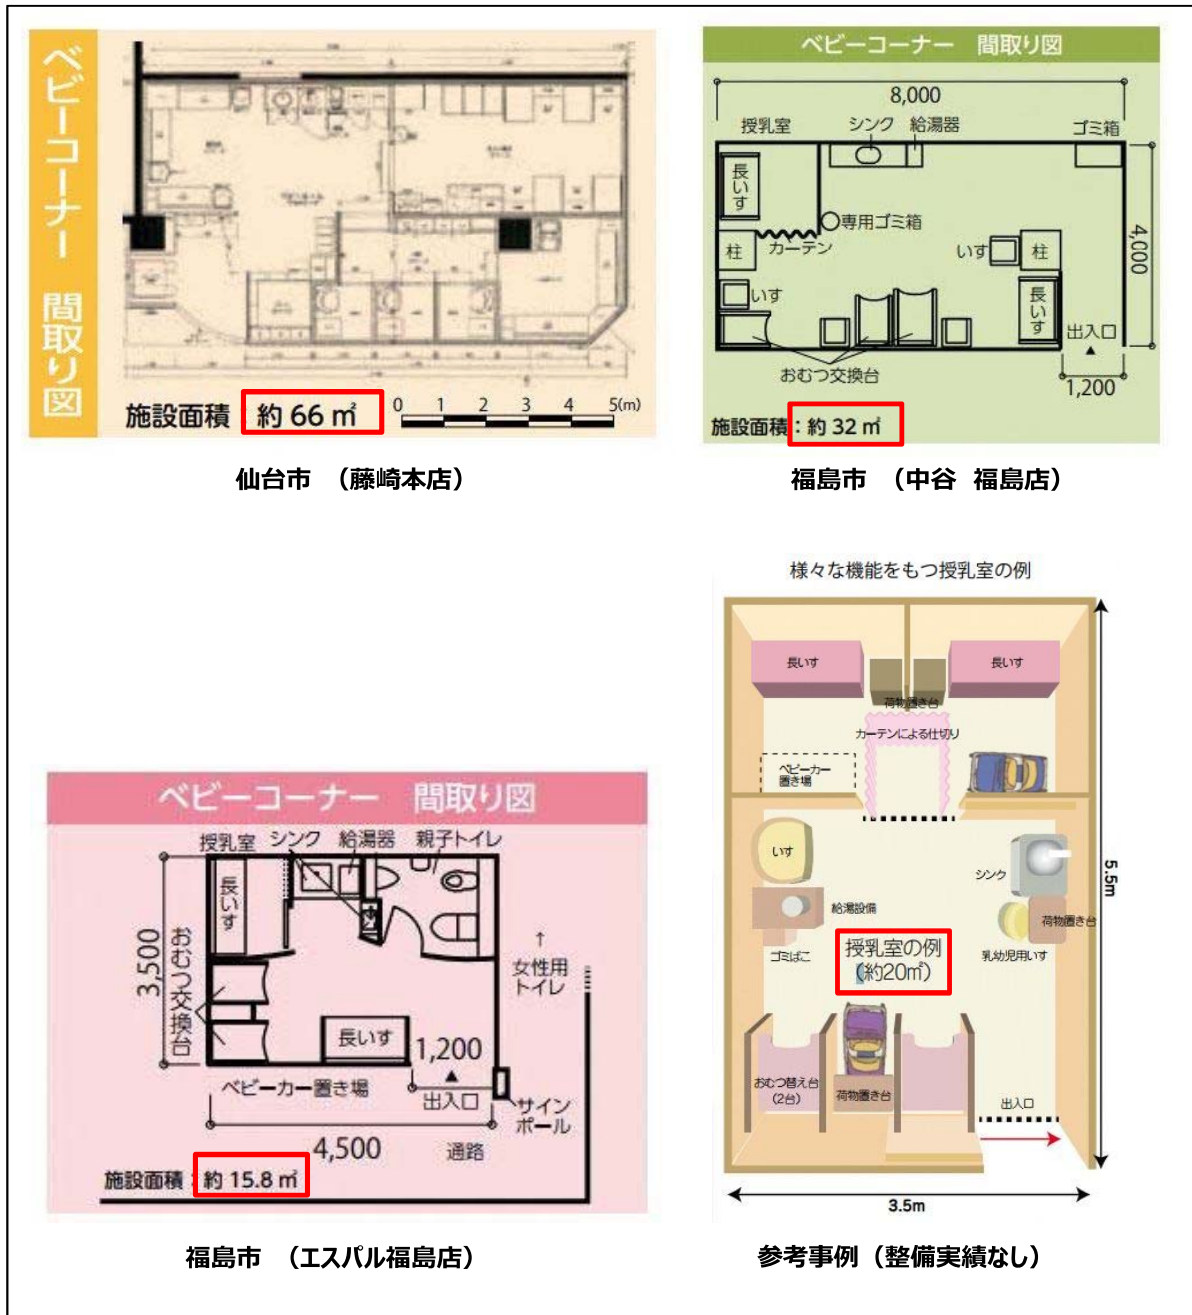 ベビーコーナー 間取り図
施設面積：約 66 ㎡
0 1 2 3 4 5(m)
仙台市 （藤崎本店）
ベビーコーナー 間取り図
8,000
授乳室 シンク 給湯器 ゴミ箱
長いす
専用ゴミ箱
カーテン
柱
いす
柱
4,000
いす
長いす
出入口
▲
おむつ交換台
1,200
施設面積：約 32 ㎡
福島市 （中谷 福島店）
ベビーコーナー 間取り図
授乳室 シンク 給湯器 親子トイレ
長いす
3,500
おむつ交換台
↑
女性用
トイレ
長いす
1,200
▲
ベビーカー置き場
出入口
サイン
ポール
4,500
通路
施設面積：約 15.8 ㎡
福島市 （エスパル福島店）
様々な機能をもつ授乳室の例
長いす
長いす
荷物置き台
カーテンによる仕切り
ベビーカー
置き場
いす
シンク
給湯設備
荷物置き台
ゴミばこ
乳幼児用いす
授乳室の例
(約20㎡)
5.5m
おむつ替え台
(2台)
荷物置き台
出入口
3.5m
参考事例（整備実績なし）